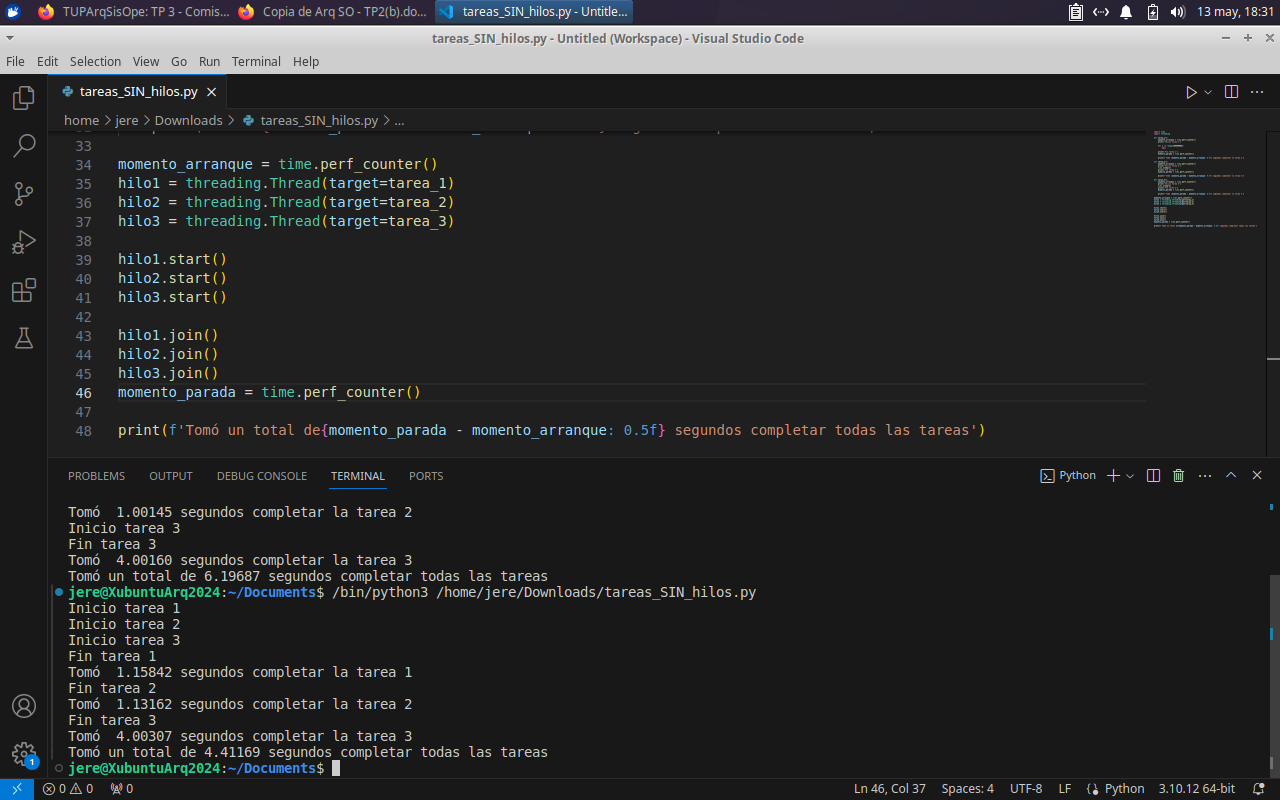 TUPArqSisOpe: TP 3 - Comis...
Copia de Arq SO - TP2(b).do...
tareas_SIN_hilos.py - Untitle...
13 may, 18:31
tareas_SIN_hilos.py - Untitled (Workspace) - Visual Studio Code
File Edit Selection View Go Run Terminal Help
tareas_SIN_hilos.py
home > jere > Downloads > tareas_SIN_hilos.py > ...
33
34 momento_arranque = time.perf_counter()
35 hilo1 = threading.Thread(target=tarea_1)
36 hilo2 = threading.Thread(target=tarea_2)
37 hilo3 = threading.Thread(target=tarea_3)
38
39 hilo1.start()
40 hilo2.start()
41 hilo3.start()
42
43 hilo1.join()
44 hilo2.join()
45 hilo3.join()
46 momento_parada = time.perf_counter()
47
48 print(f'Tomó un total de{momento_parada - momento_arranque: 0.5f} segundos completar todas las tareas')
PROBLEMS OUTPUT DEBUG CONSOLE TERMINAL PORTS
Python
Tomó  1.00145 segundos completar la tarea 2
Inicio tarea 3
Fin tarea 3
Tomó  4.00160 segundos completar la tarea 3
Tomó un total de 6.19687 segundos completar todas las tareas
jere@XubuntuArq2024:~/Documents$ /bin/python3 /home/jere/Downloads/tareas_SIN_hilos.py
Inicio tarea 1
Inicio tarea 2
Inicio tarea 3
Fin tarea 1
Tomó  1.15842 segundos completar la tarea 1
Fin tarea 2
Tomó  1.13162 segundos completar la tarea 2
Fin tarea 3
Tomó  4.00307 segundos completar la tarea 3
Tomó un total de 4.41169 segundos completar todas las tareas
jere@XubuntuArq2024:~/Documents$
1
0 0 0
Ln 46, Col 37 Spaces: 4 UTF-8 LF Python 3.10.12 64-bit